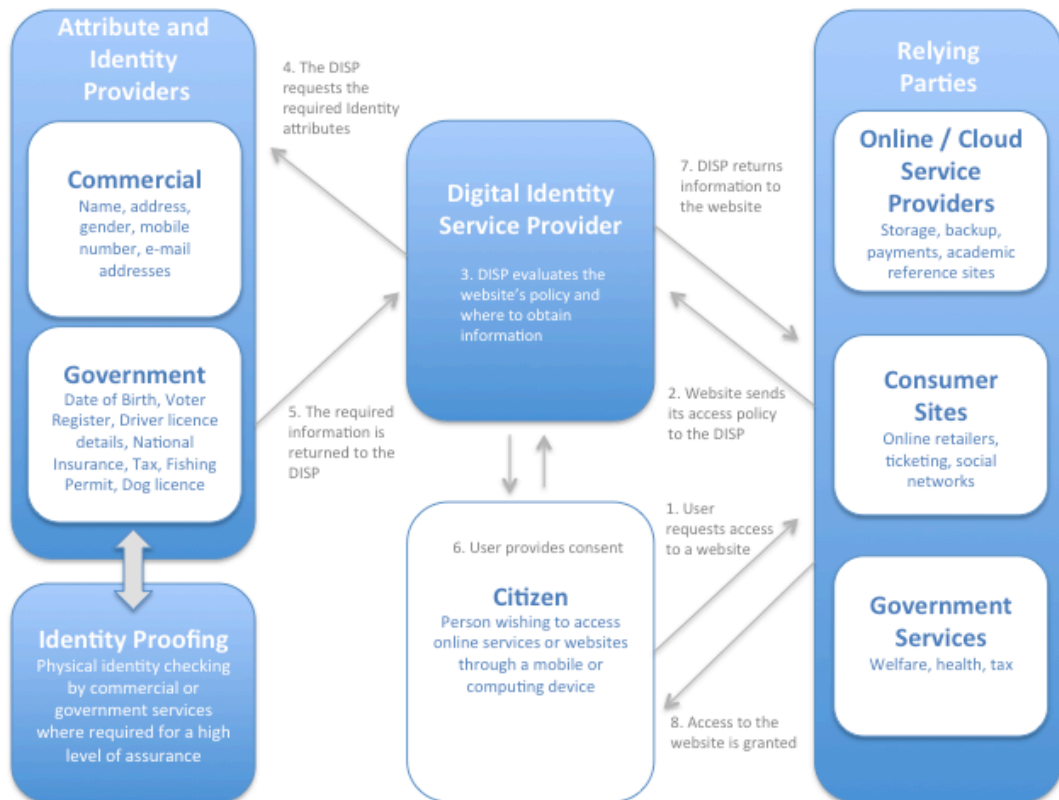 Attribute and
Identity
Providers
Commercial
Name, address,
gender, mobile
number, e-mail
addresses
Government
Date of Birth, Voter
Register, Driver licence
details, National
Insurance, Tax, Fishing
Permit, Dog licence
Identity Proofing
Physical identity checking
by commercial or
government services
where required for a high
level of assurance
4. The DISP
requests the
required Identity
attributes
5. The required
information is
returned to the
DISP
Digital Identity
Service Provider
3. DISP evaluates the
website's policy and
where to obtain
information
6. User provides consent
Citizen
Person wishing to access
online services or websites
through a mobile or
computing device
7. DISP returns
information to
the website
2. Website sends
its access policy
to the DISP
1. User
requests access
to a website
8. Access to the
website is granted
Relying
Parties
Online / Cloud
Service
Providers
Storage, backup,
payments, academic
reference sites
Consumer
Sites
Online retailers,
ticketing, social
networks
Government
Services
Welfare, health, tax